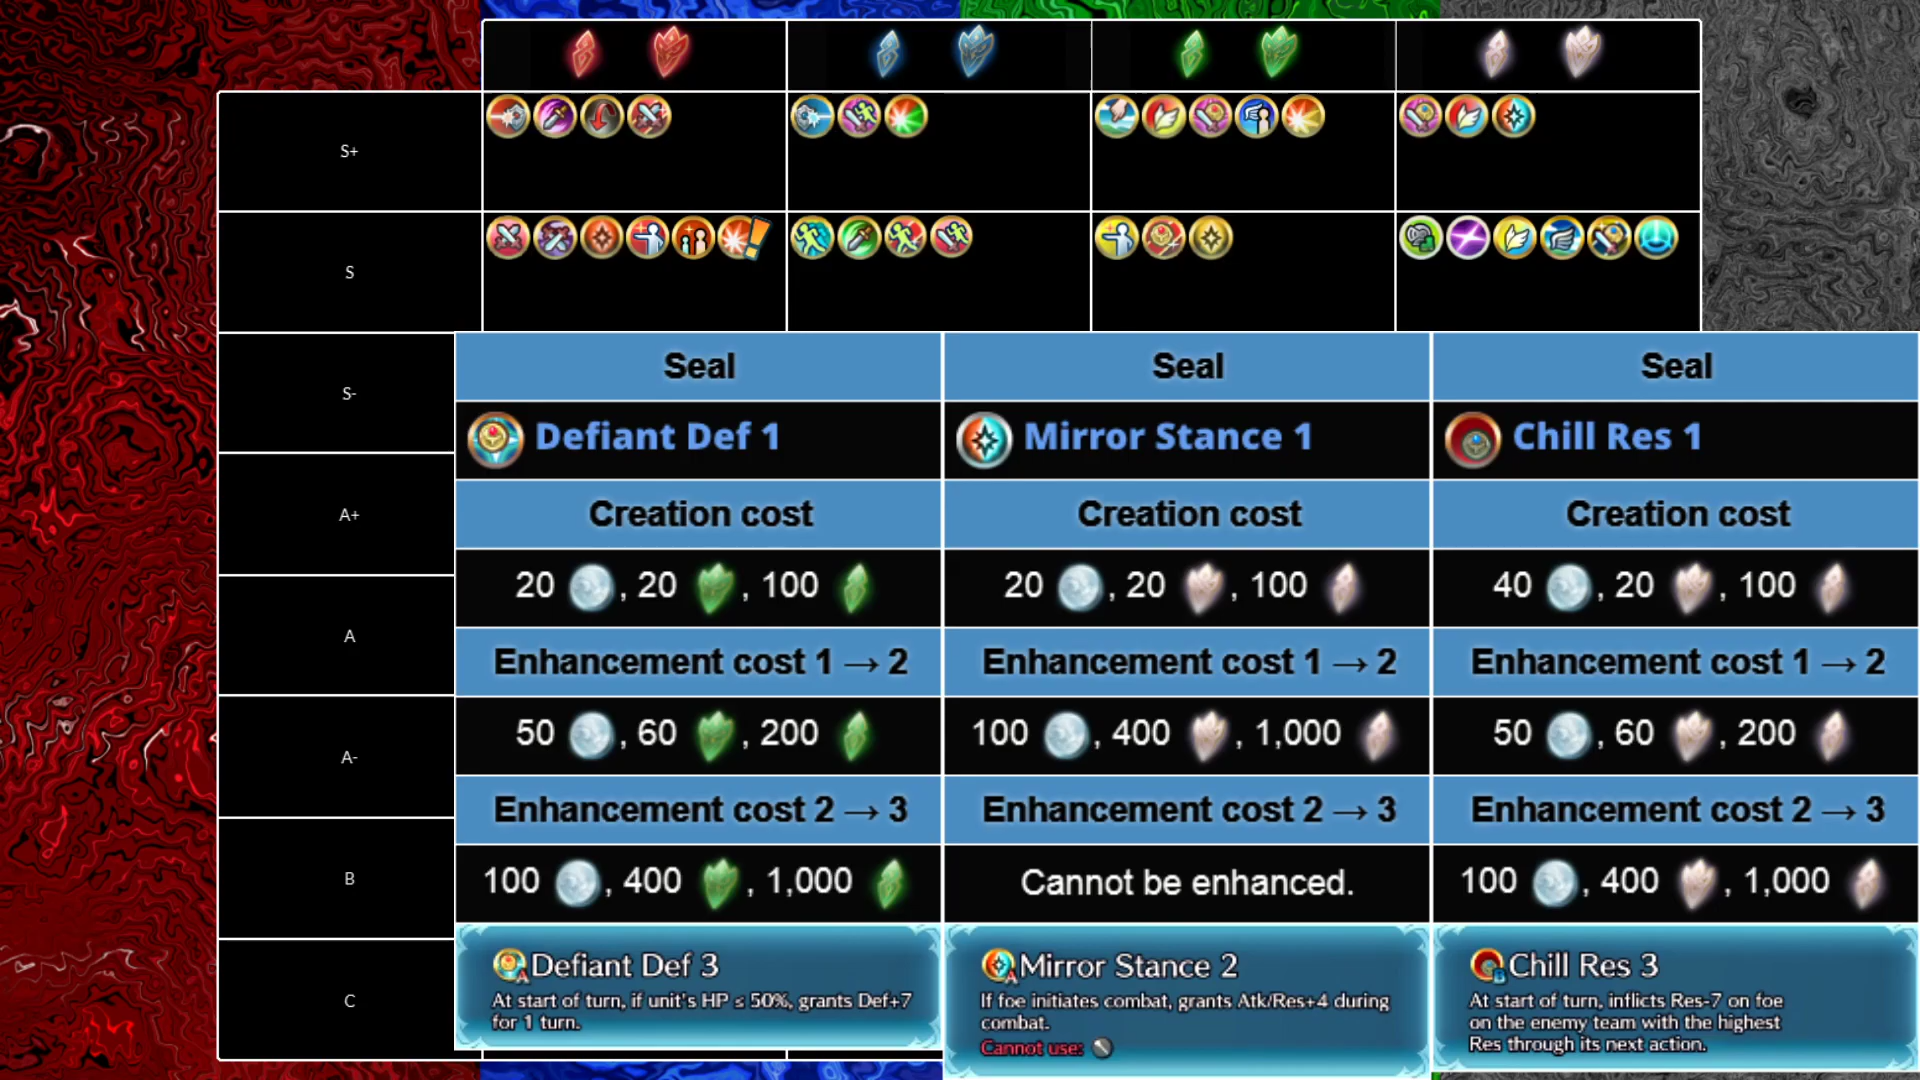 S+
S
S-
A+
A
A-
B
C
Seal
Seal
Seal
Defiant Def 1
Mirror Stance 1
Chill Res 1
Creation cost
Creation cost
Creation cost
20 , 20 , 100
20 , 20 , 100
40 , 20 , 100
Enhancement cost 1 → 2
Enhancement cost 1 → 2
Enhancement cost 1 → 2
50 , 60 , 200
100 , 400 , 1,000
50 , 60 , 200
Enhancement cost 2 → 3
Enhancement cost 2 → 3
Enhancement cost 2 → 3
100 , 400 , 1,000
Cannot be enhanced.
100 , 400 , 1,000
A Defiant Def 3
At start of turn, if unit's HP ≤ 50%, grants Def+7
for 1 turn.
A Mirror Stance 2
If foe initiates combat, grants Atk/Res+4 during
combat.
Cannot use:
B Chill Res 3
At start of turn, inflicts Res-7 on foe
on the enemy team with the highest
Res through its next action.